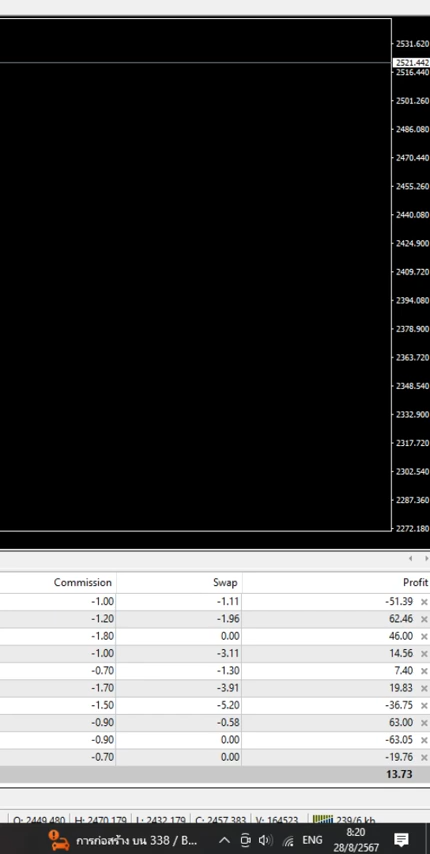 2531.620
2521.442
2516.440
2501.260
2486.080
2470.440
2455.260
2440.080
2424.900
2409.720
2394.080
2378.900
2363.720
2348.540
2332.900
2317.720
2302.540
2287.360
2272.180
Commission Swap Profit
-1.00 -1.11 -51.39
-1.20 -1.96 62.46
-1.80 0.00 46.00
-1.00 -3.11 14.56
-0.70 -1.30 7.40
-1.70 -3.91 19.83
-1.50 -5.20 -36.75
-0.90 -0.58 63.00
-0.90 0.00 -63.05
-0.70 0.00 -19.76
13.73
O: 2449.480 H: 2470.179 L: 2432.179 C: 2457.383 V: 164523 239/6 kb
การก่อสร้าง บน 338 / B... ENG 8:20
28/8/2567